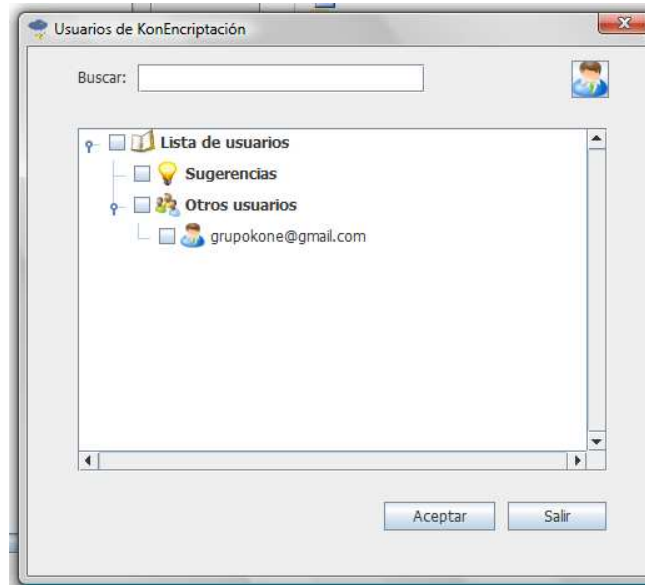 Usuarios de KonEncriptación
Buscar:
Lista de usuarios
Sugerencias
Otros usuarios
grupokone@gmail.com
Aceptar
Salir